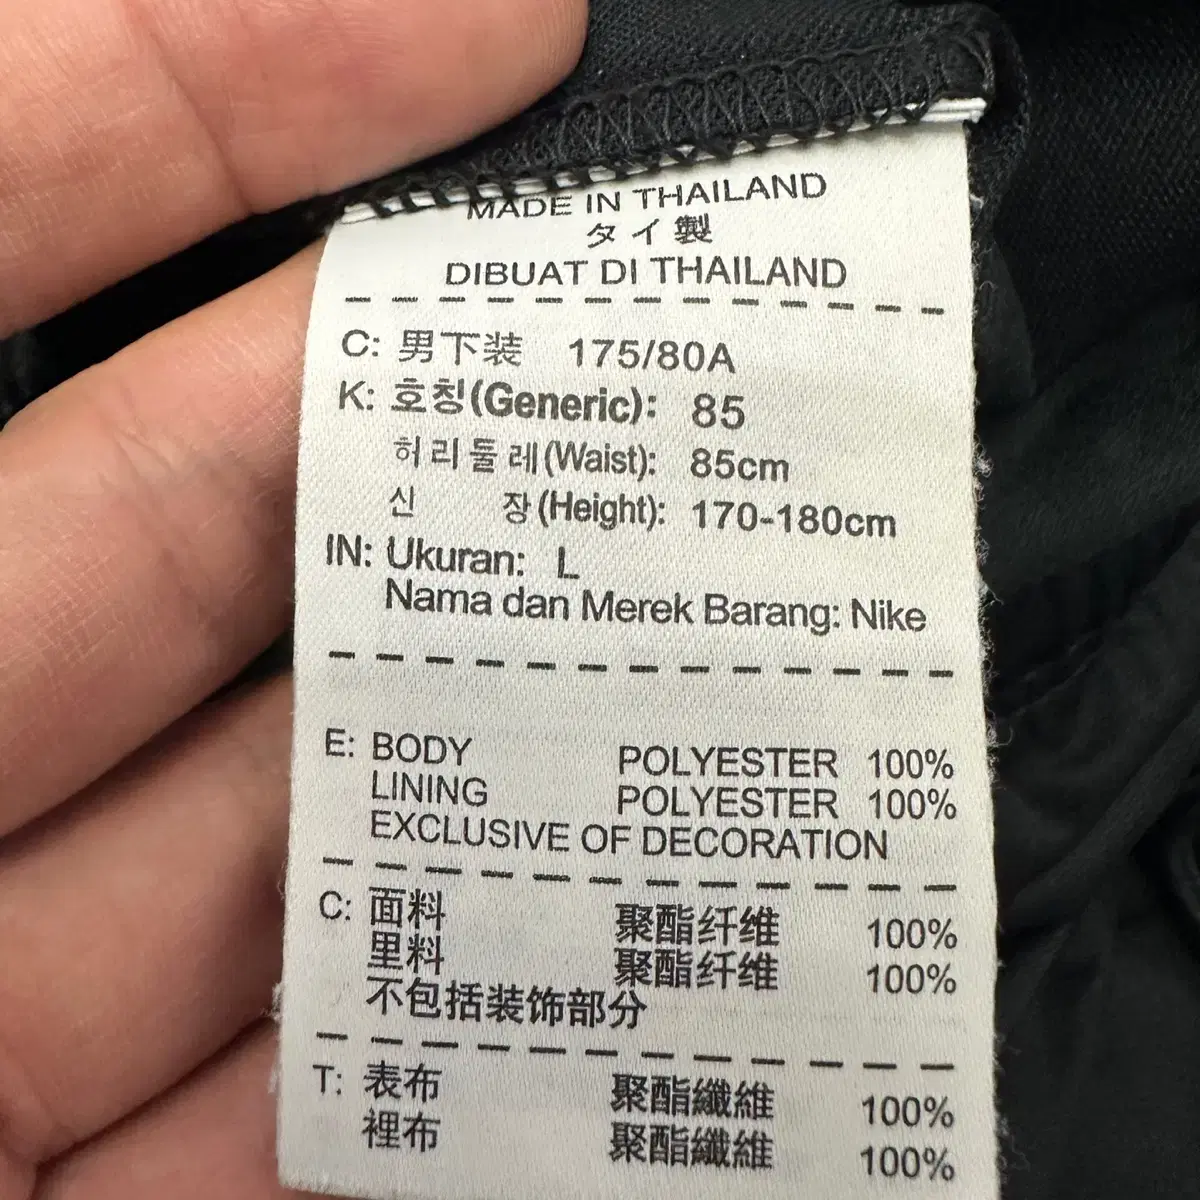 MADE IN THAILAND
タイ製
DIBUAT DI THAILAND
C: 男下装 175/80A
K: 호칭(Generic): 85
허리둘레(Waist): 85cm
신 장(Height): 170-180cm
IN: Ukuran: L
Nama dan Merek Barang: Nike
E: BODY POLYESTER 100%
LINING POLYESTER 100%
EXCLUSIVE OF DECORATION
C: 面料 聚酯纤维 100%
里料 聚酯纤维 100%
不包括装饰部分
T: 表布 聚酯纖維 100%
裡布 聚酯纖維 100%